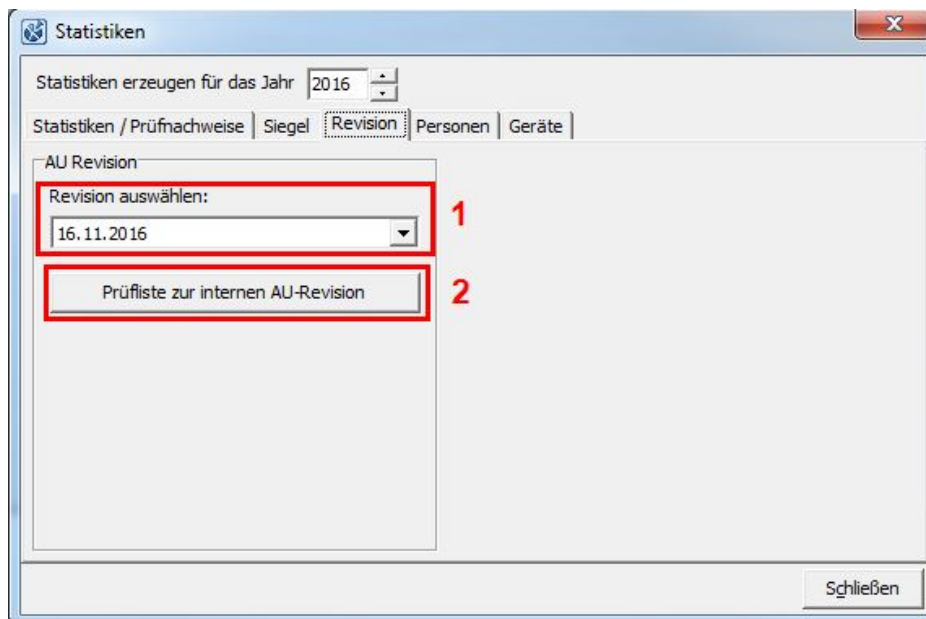 Statistiken
Statistiken erzeugen für das Jahr 2016
Statistiken / Prüfnachweise Siegel Revision Personen Geräte
AU Revision
Revision auswählen:
16.11.2016
1
Prüfliste zur internen AU-Revision
2
Schließen